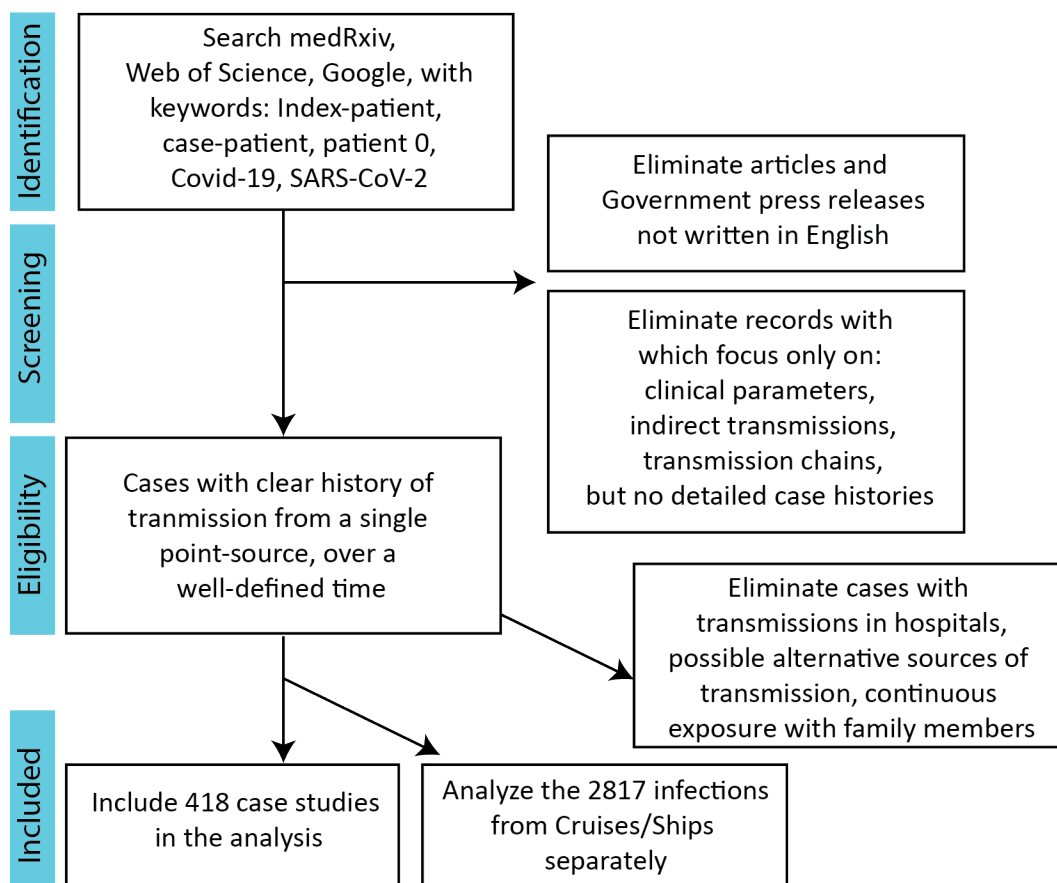 Identification
Search medRxiv,
Web of Science, Google, with
keywords: Index-patient,
case-patient, patient 0,
Covid-19, SARS-CoV-2
Screening
Eliminate articles and
Government press releases
not written in English
Eliminate records with
which focus only on:
clinical parameters,
indirect transmissions,
transmission chains,
but no detailed case histories
Eligibility
Cases with clear history of
tranmission from a single
point-source, over a
well-defined time
Eliminate cases with
transmissions in hospitals,
possible alternative sources of
transmission, continuous
exposure with family members
Included
Include 418 case studies
in the analysis
Analyze the 2817 infections
from Cruises/Ships
separately